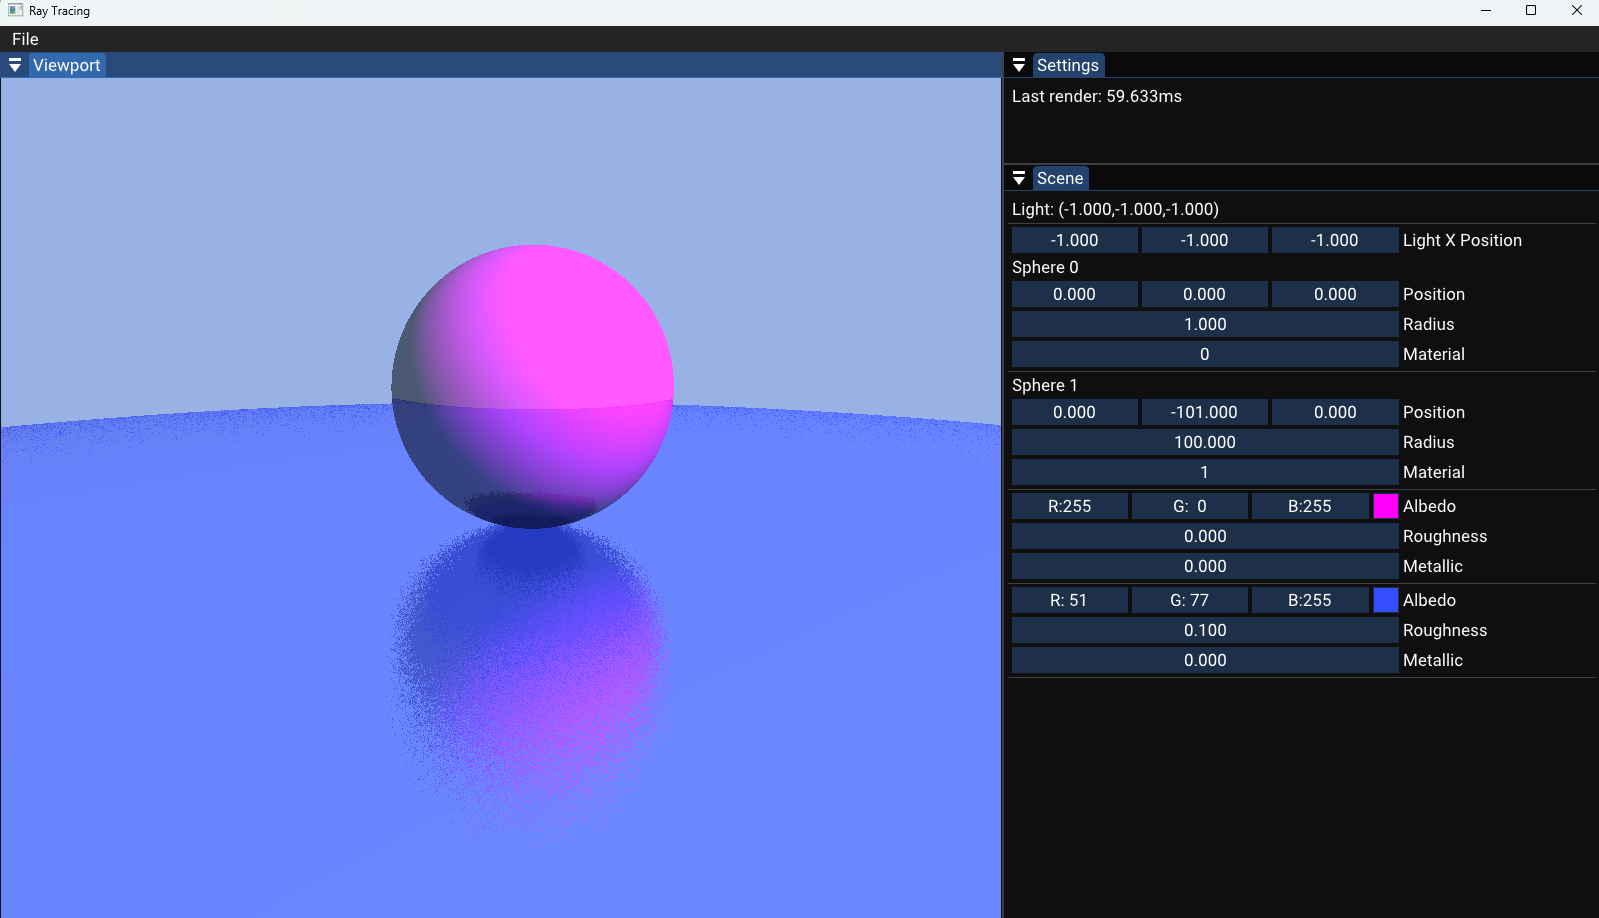 Ray Tracing
File
Viewport
Settings
Last render: 59.633ms
Scene
Light: (-1.000,-1.000,-1.000)
-1.000 -1.000 -1.000 Light X Position
Sphere 0
0.000 0.000 0.000 Position
1.000 Radius
0 Material
Sphere 1
0.000 -101.000 0.000 Position
100.000 Radius
1 Material
R:255 G: 0 B:255 Albedo
0.000 Roughness
0.000 Metallic
R: 51 G: 77 B:255 Albedo
0.100 Roughness
0.000 Metallic